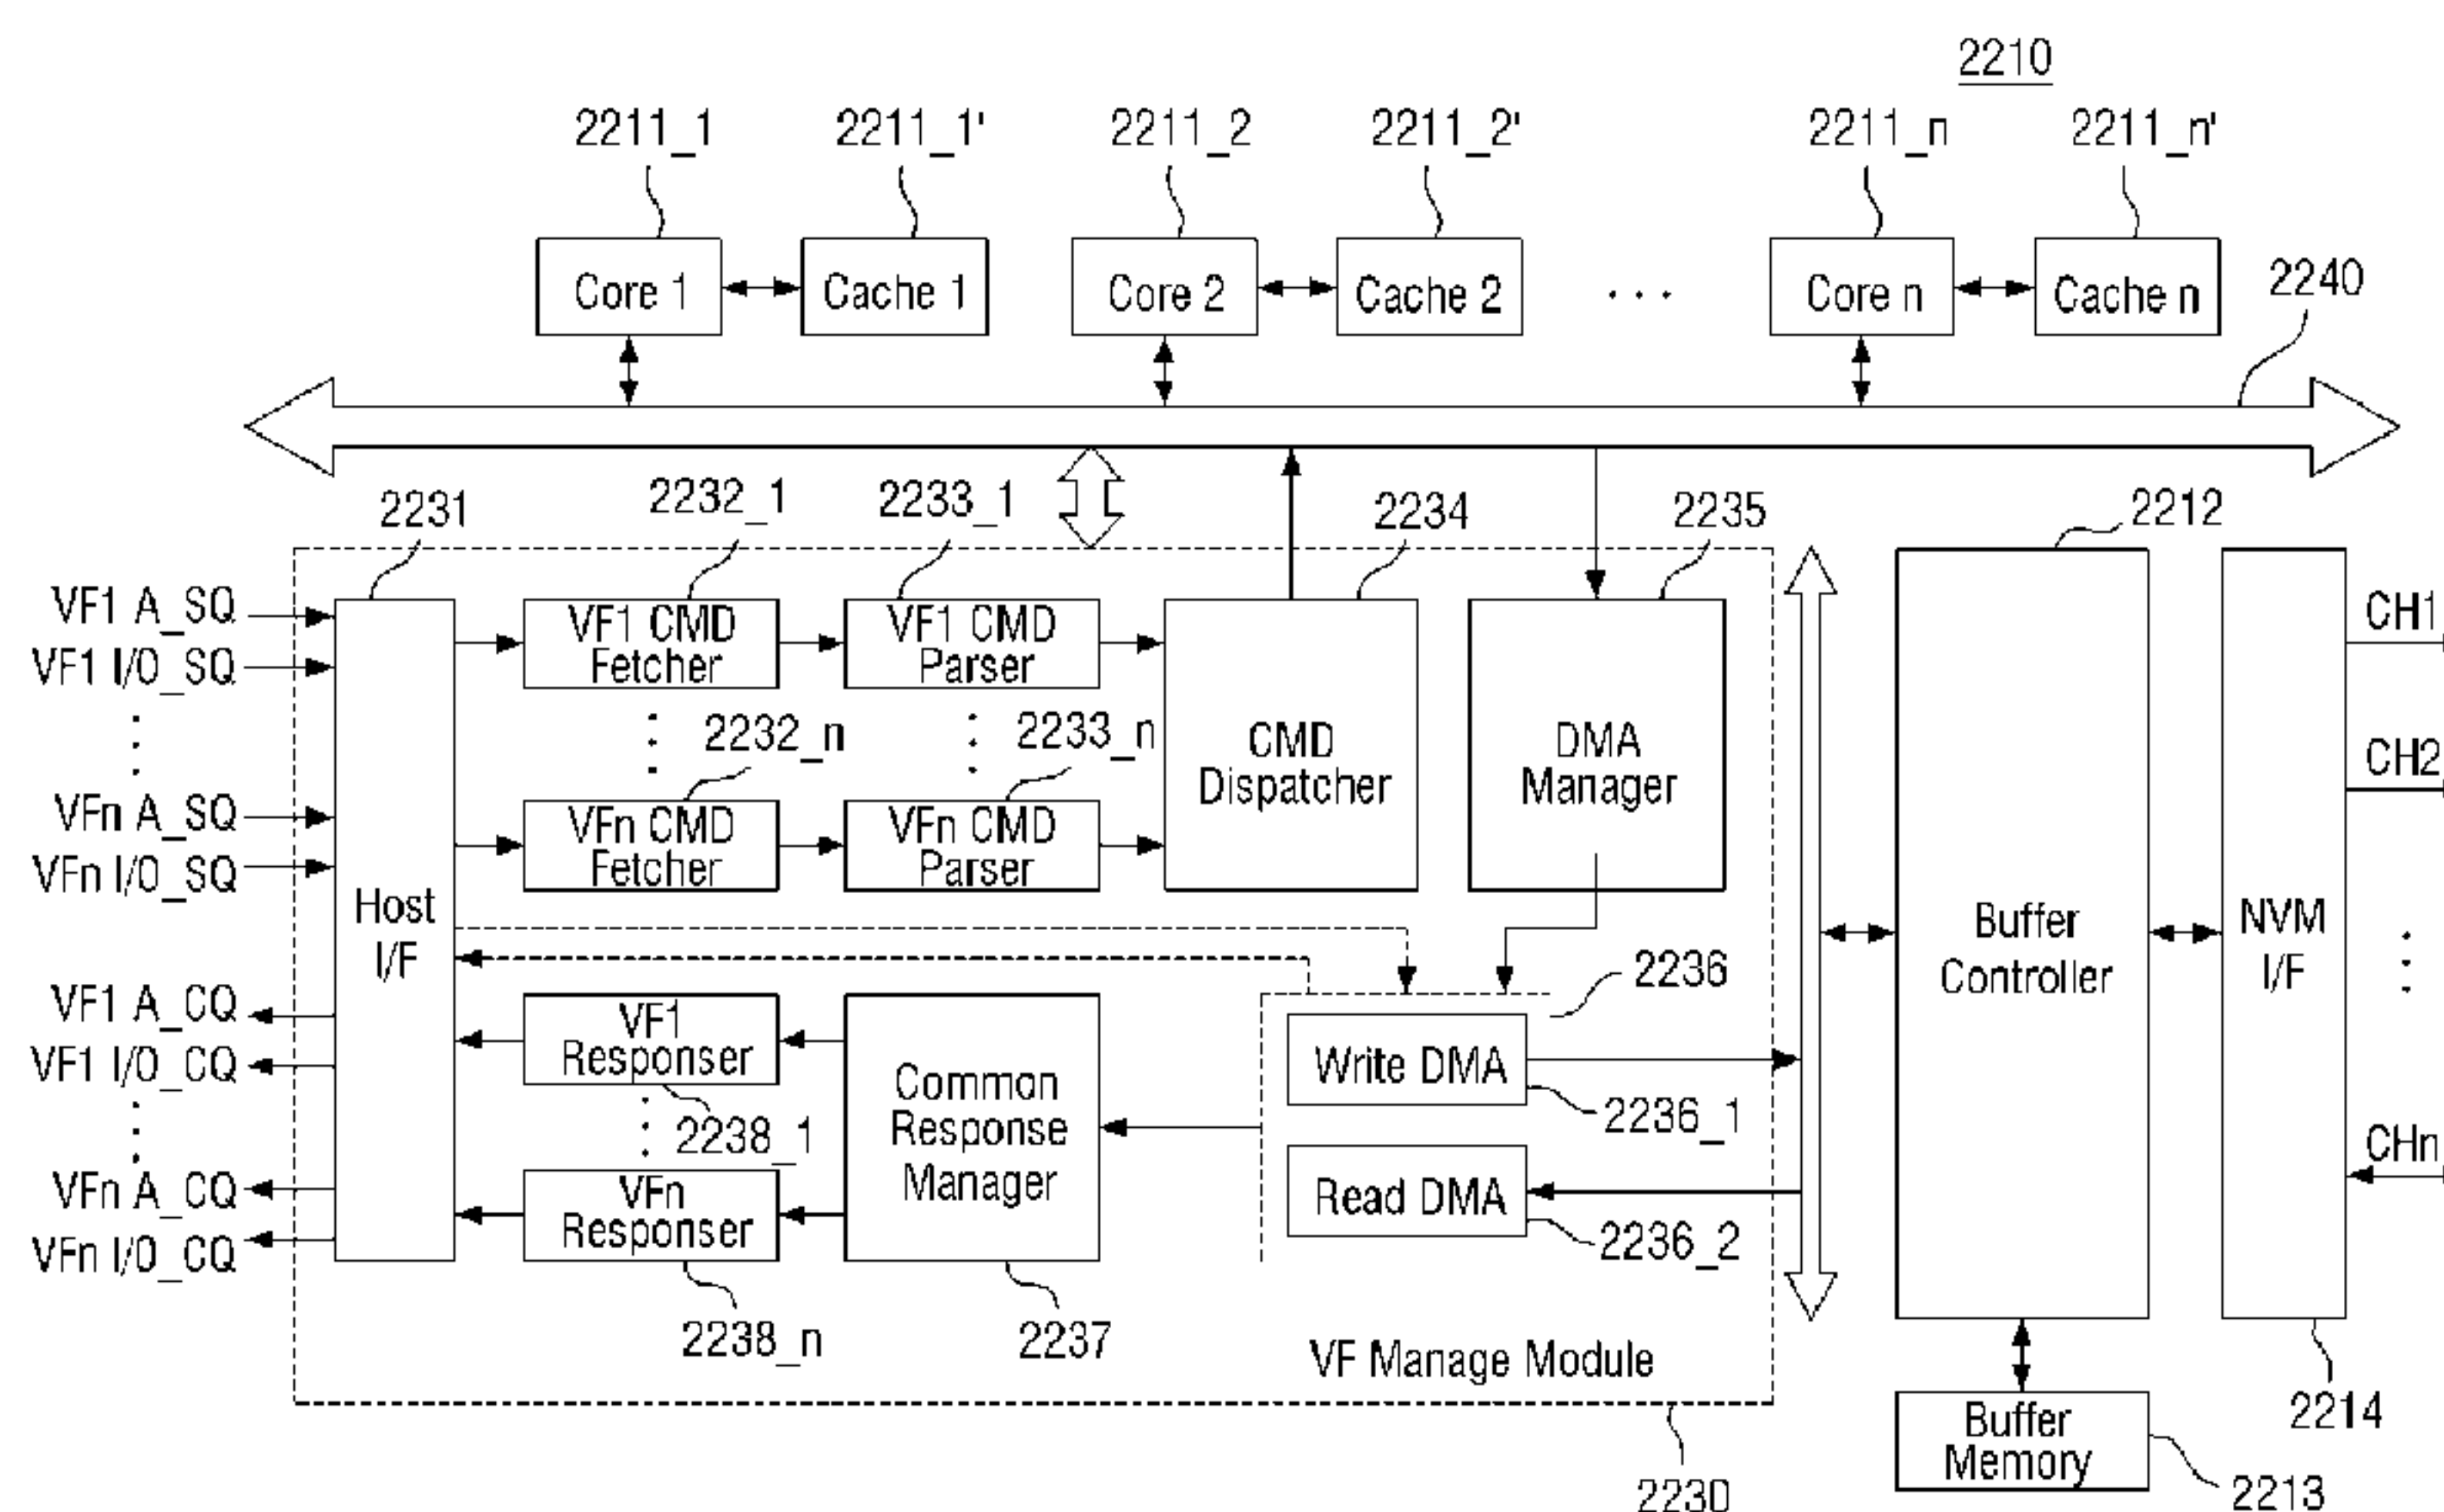 2210
2211_1
2211_1'
2211_2
2211_2'
2211_n
2211_n'
Core 1
Cache 1
Core 2
Cache 2
...
Core n
Cache n
2240
2231
2232_1
2233_1
2234
2235
2212
VF1 A_SQ
VF1 I/O_SQ
VFn A_SQ
VFn I/O_SQ
VF1 CMD
Fetcher
VF1 CMD
Parser
2232_n
2233_n
VFn CMD
Fetcher
VFn CMD
Parser
CMD
Dispatcher
DMA
Manager
Host
I/F
Buffer
Controller
NVM
I/F
CH1
CH2
CHn
VF1 A_CQ
VF1 I/O_CQ
VFn A_CQ
VFn I/O_CQ
VF1
Responser
2238_1
VFn
Responser
2238_n
Common
Response
Manager
2237
2236
Write DMA
2236_1
Read DMA
2236_2
VF Manage Module
2230
Buffer
Memory
2213
2214